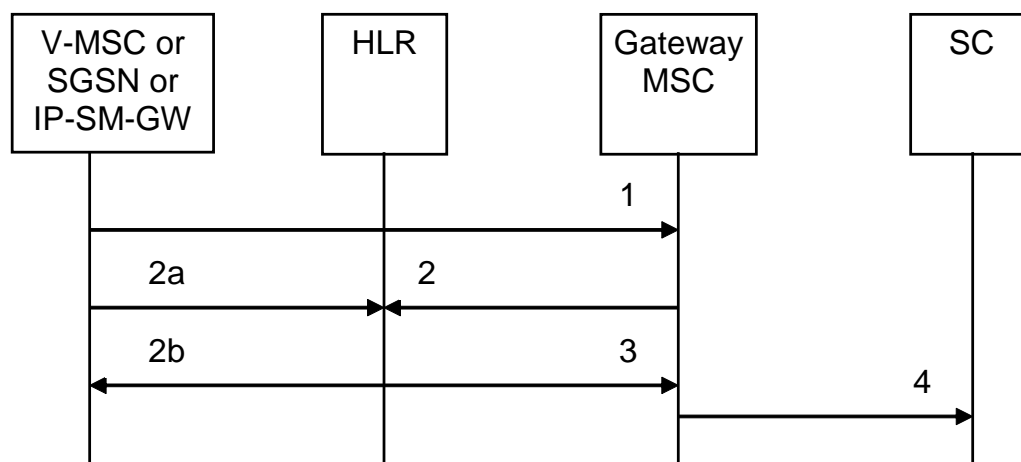 V-MSC or
SGSN or
IP-SM-GW
HLR
Gateway
MSC
SC
1
2a
2
2b
3
4